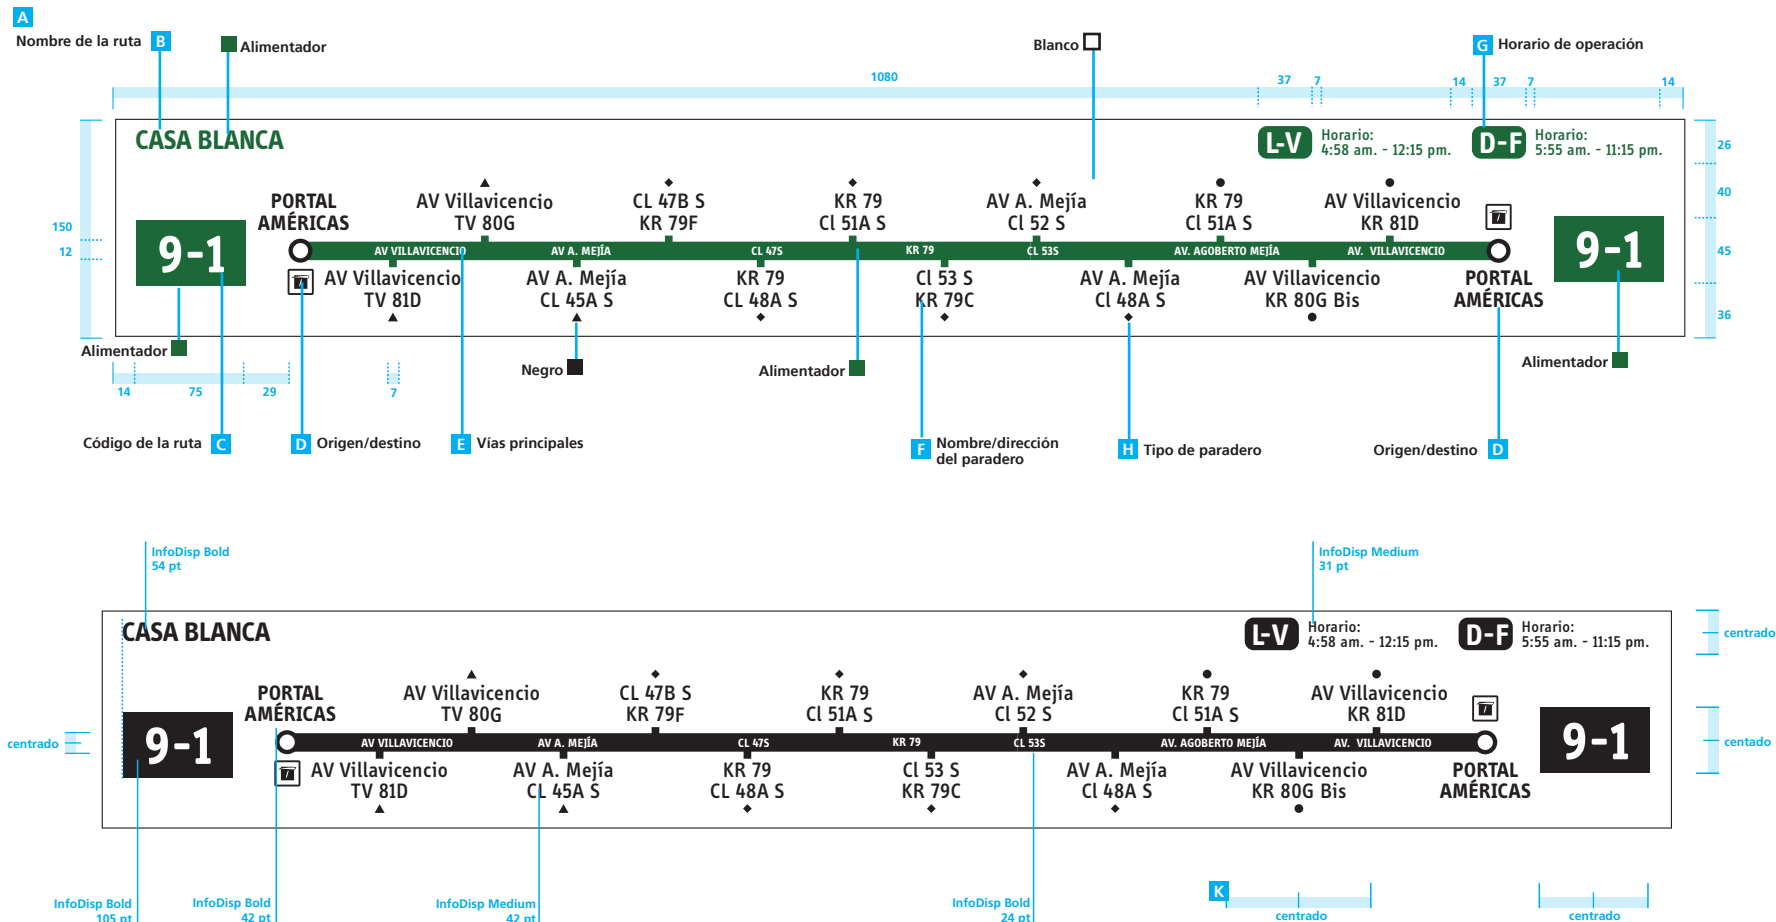 A
Nombre de la ruta B
Alimentador
Blanco
G Horario de operación
1080
37 7 14 37 7 14
CASA BLANCA
L-V Horario:
4:58 am. - 12:15 pm.
D-F Horario:
5:55 am. - 11:15 pm.
26
40
45
36
150
12
PORTAL
AMÉRICAS
AV Villavicencio
TV 80G
CL 47B S
KR 79F
KR 79
Cl 51A S
AV A. Mejía
Cl 52 S
KR 79
Cl 51A S
AV Villavicencio
KR 81D
9-1
AV VILLAVICENCIO AV A. MEJÍA CL 47S KR 79 CL 53S AV. AGOBERTO MEJÍA AV. VILLAVICENCIO
9-1
AV Villavicencio
TV 81D
AV A. Mejía
CL 45A S
KR 79
CL 48A S
Cl 53 S
KR 79C
AV A. Mejía
Cl 48A S
AV Villavicencio
KR 80G Bis
PORTAL
AMÉRICAS
Alimentador
Negro
Alimentador
Alimentador
14 75 29 7
Código de la ruta C
D Origen/destino
E Vías principales
F Nombre/dirección
del paradero
H Tipo de paradero
Origen/destino D
InfoDisp Bold
54 pt
InfoDisp Medium
31 pt
CASA BLANCA
L-V Horario:
4:58 am. - 12:15 pm.
D-F Horario:
5:55 am. - 11:15 pm.
centrado
PORTAL
AMÉRICAS
AV Villavicencio
TV 80G
CL 47B S
KR 79F
KR 79
Cl 51A S
AV A. Mejía
Cl 52 S
KR 79
Cl 51A S
AV Villavicencio
KR 81D
centrado
9-1
AV VILLAVICENCIO AV A. MEJÍA CL 47S KR 79 CL 53S AV. AGOBERTO MEJÍA AV. VILLAVICENCIO
9-1
centado
AV Villavicencio
TV 81D
AV A. Mejía
CL 45A S
KR 79
CL 48A S
Cl 53 S
KR 79C
AV A. Mejía
Cl 48A S
AV Villavicencio
KR 80G Bis
PORTAL
AMÉRICAS
InfoDisp Bold
105 pt
InfoDisp Bold
42 pt
InfoDisp Medium
42 pt
InfoDisp Bold
24 pt
K
centrado
centrado